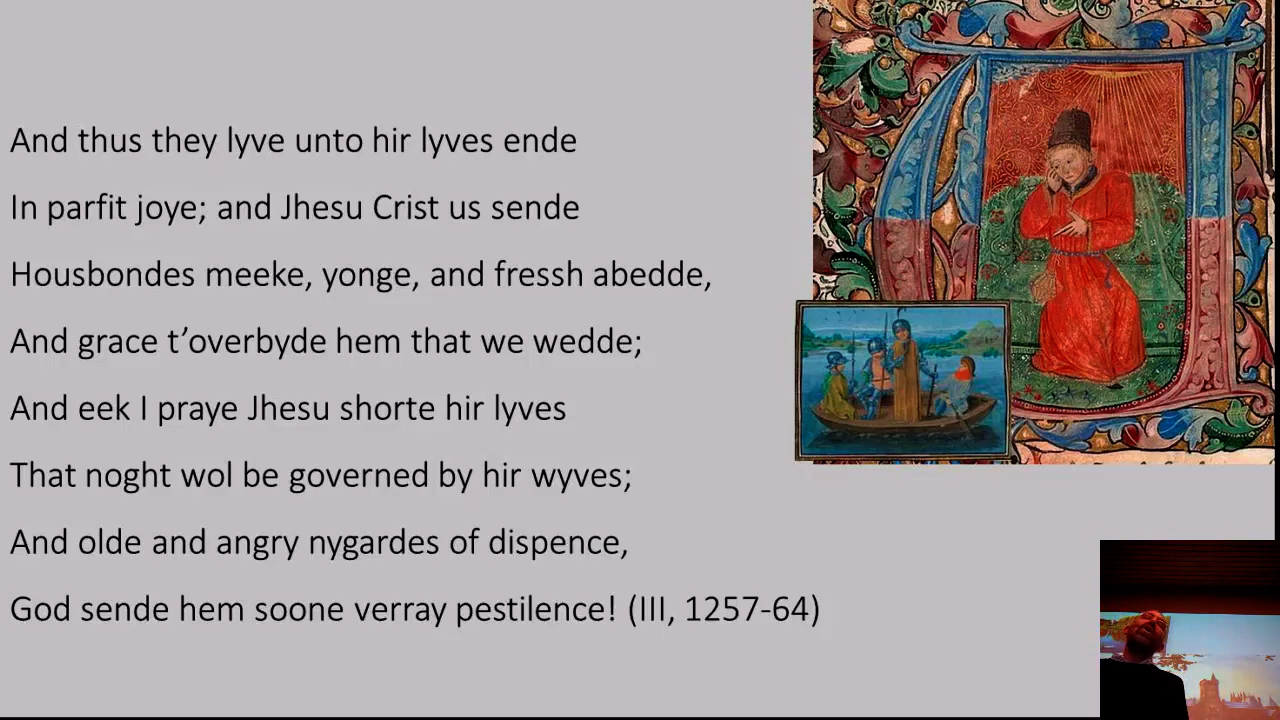 And thus they lyve unto hir lyves ende
In parfit joye; and Jhesu Crist us sende
Housbondes meeke, yonge, and fressh abedde,
And grace t’overbyde hem that we wedde;
And eek I praye Jhesu shorte hir lyves
That noght wol be governed by hir wyves;
And olde and angry nygardes of dispence,
God sende hem soone verray pestilence! (III, 1257-64)